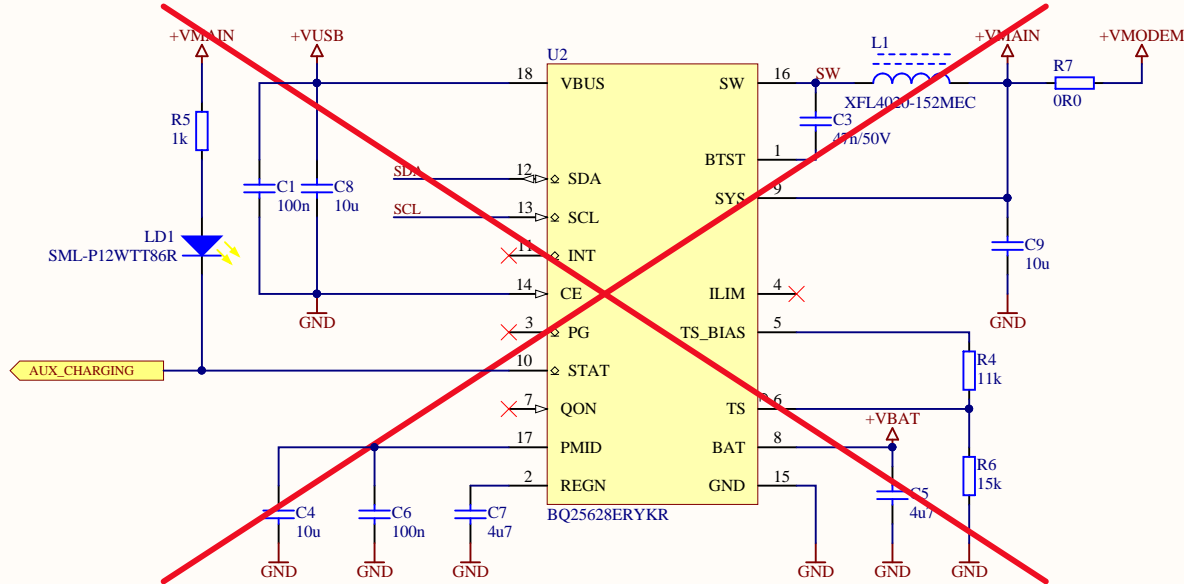 +VMAIN
+VUSB
R5
1k
LD1
SML-P12WTT86R
C1
100n
C8
10u
GND
SDA
SCL
AUX_CHARGING
C4
10u
GND
C6
100n
GND
C7
4u7
GND
U2
18 VBUS
12 SDA
13 SCL
11 INT
14 CE
3 PG
10 STAT
7 QON
17 PMID
2 REGN
SW 16
BTST 1
SYS 9
ILIM 4
TS_BIAS 5
TS 6
BAT 8
GND 15
BQ25628ERYKR
SW
L1
XFL4020-152MEC
C3
47n/50V
+VMAIN
R7
0R0
+VMODEM
C9
10u
GND
R4
11k
R6
15k
GND
+VBAT
C5
4u7
GND
GND